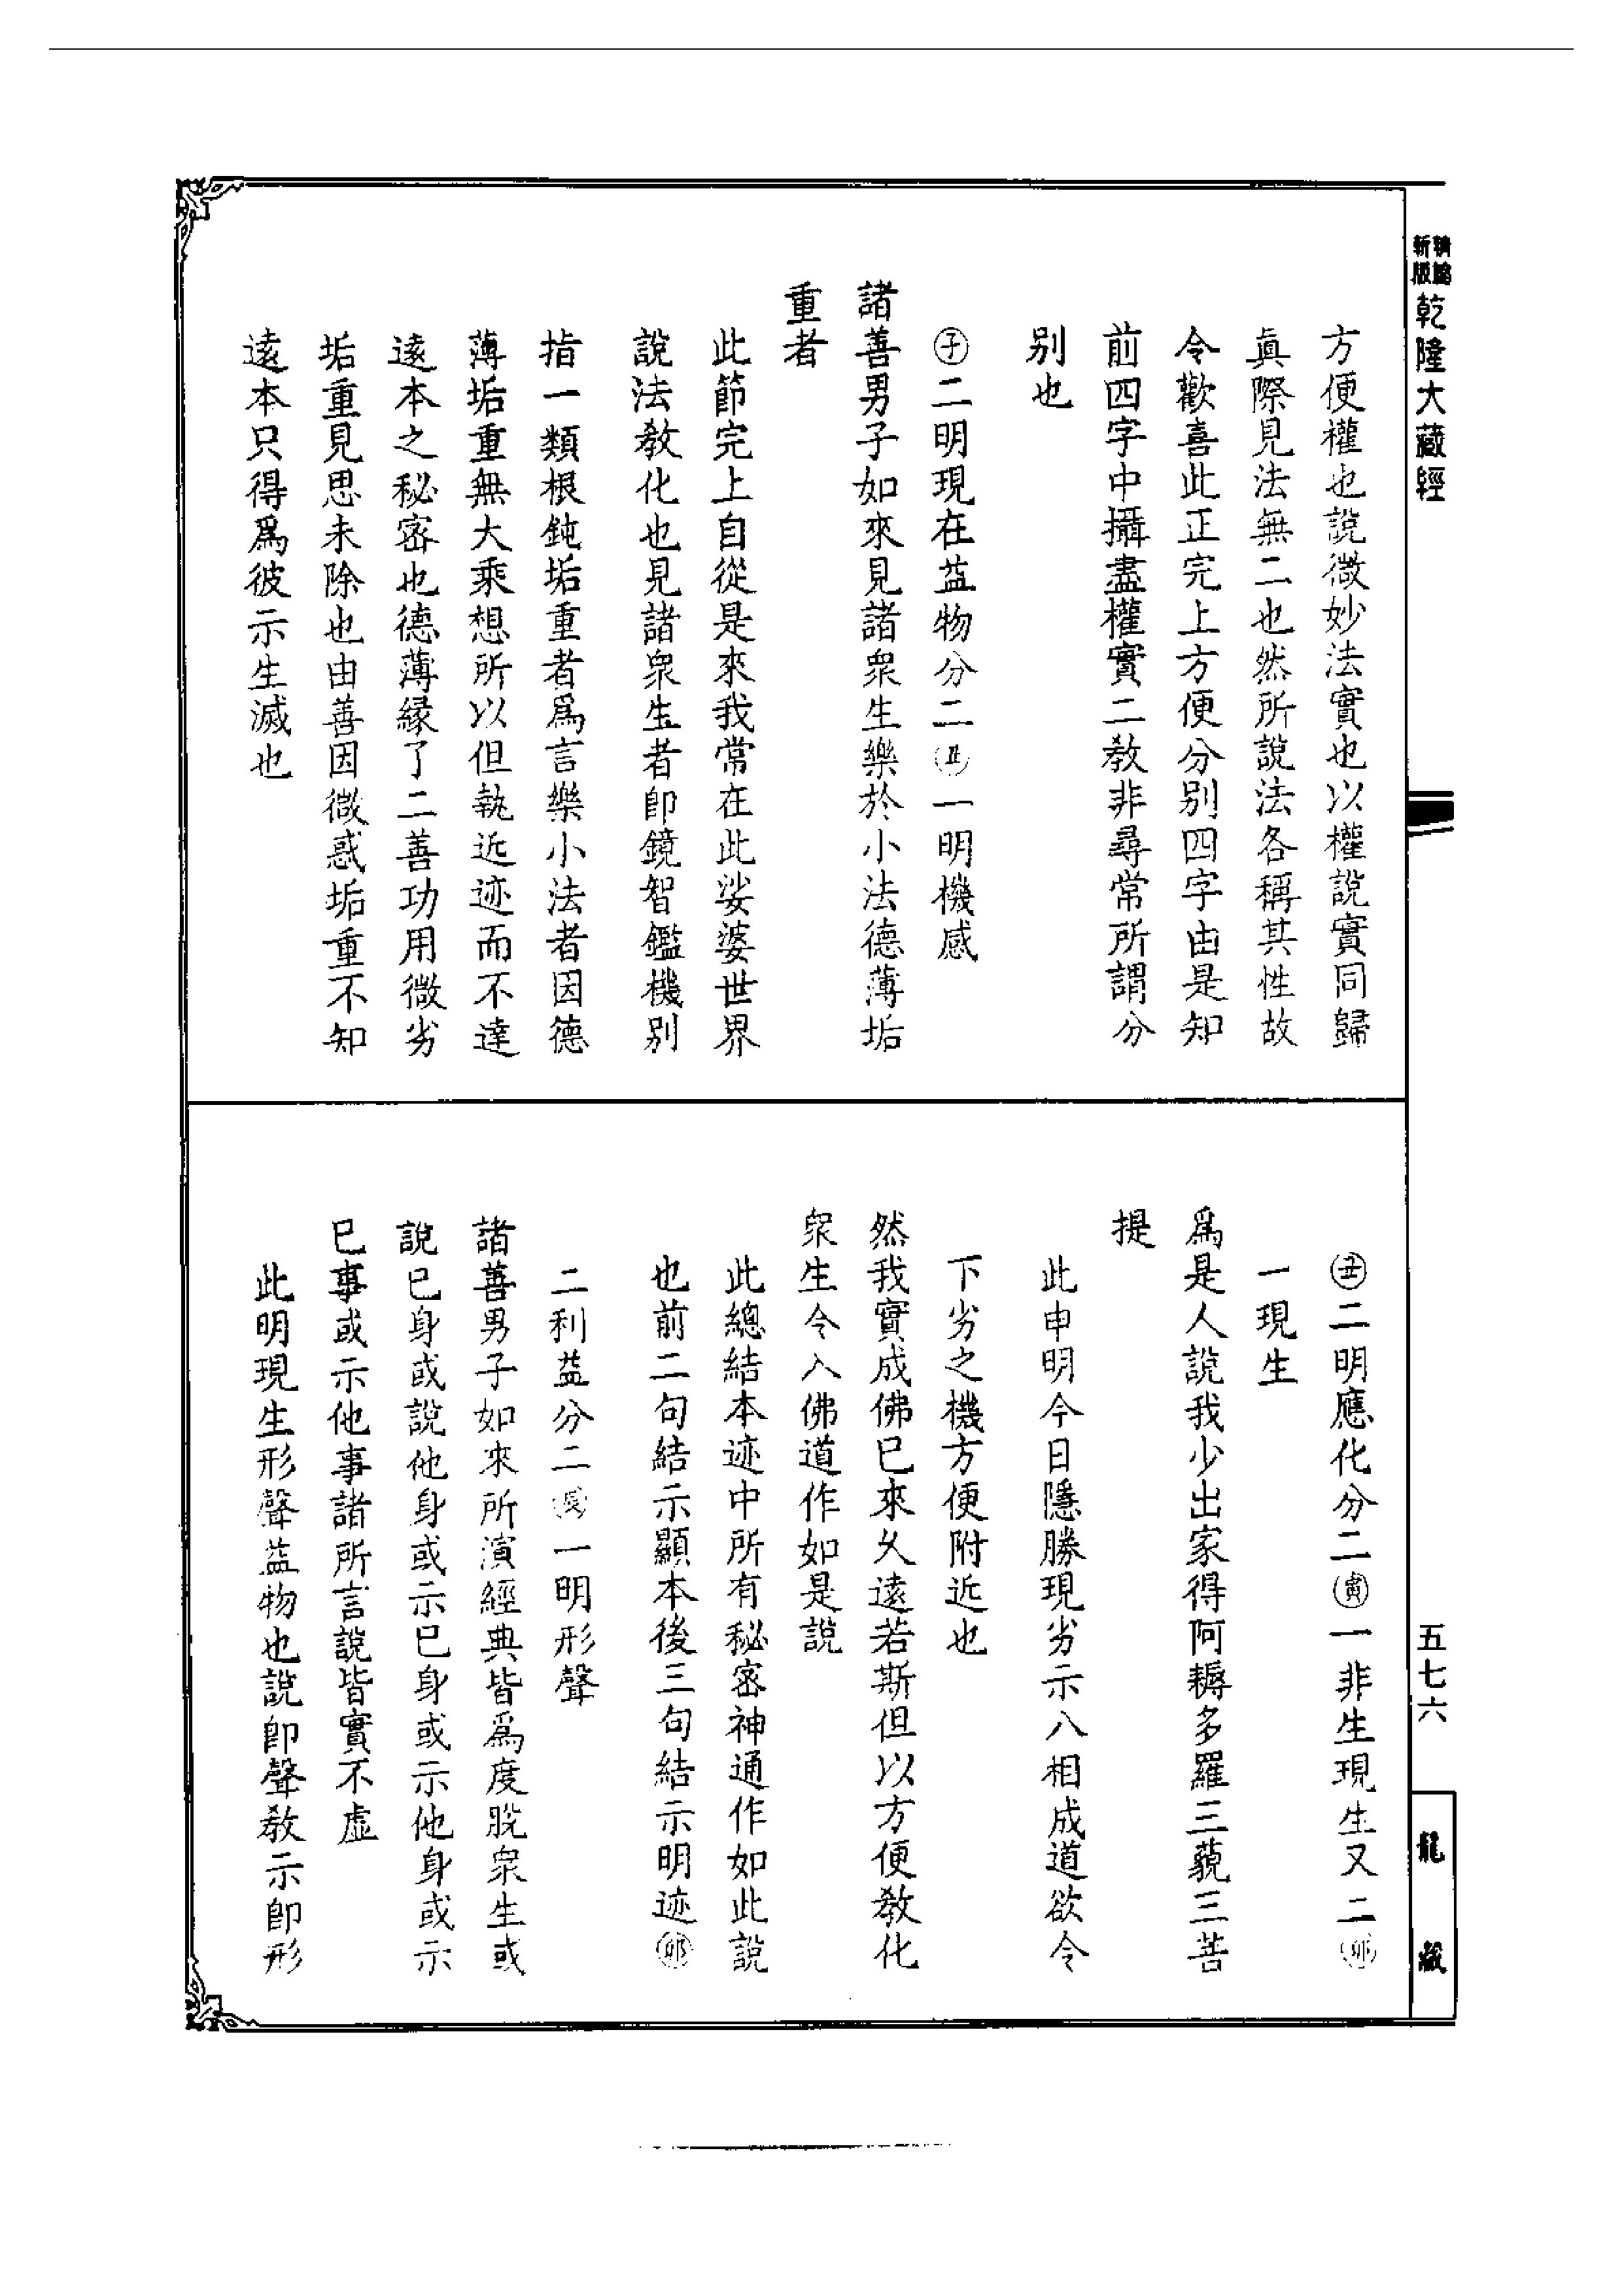 精縮
新版
乾隆大藏經
五七六
龍藏
方便權也說微妙法實也以權說實同歸
真際見法無二也然所說法各稱其性故
令歡喜此正完上方便分别四字由是知
前四字中攝盡權實二教非尋常所謂分
别也
㊀子二明現在益物分二丑一明機感
諸善男子如來見諸衆生樂於小法德薄垢
重者
此節完上自從是來我常在此娑婆世界
說法教化也見諸衆生者即鏡智鑑機别
指一類根鈍垢重者爲言樂小法者因德
薄垢重無大乘想所以但執近迹而不達
遠本之秘密也德薄緣了二善功用微劣
垢重見思未除也由善因微惑垢重不知
遠本只得爲彼示生滅也
丑二明應化分二寅一非生現生又二卯
一現生
爲是人說我少出家得阿耨多羅三藐三菩
提
此申明今日隱勝現劣示八相成道欲令
下劣之機方便附近也
然我實成佛已來乆遠若斯但以方便教化
衆生令入佛道作如是說
此總結本迹中所有秘密神通作如此說
也前二句結示顯本後三句結示明迹卯
二利益分二辰一明形聲
諸善男子如來所演經典皆爲度脫衆生或
說已身或說他身或示已身或示他身或示
已事或示他事諸所言說皆實不虛
此明現生形聲益物也說即聲教示即形